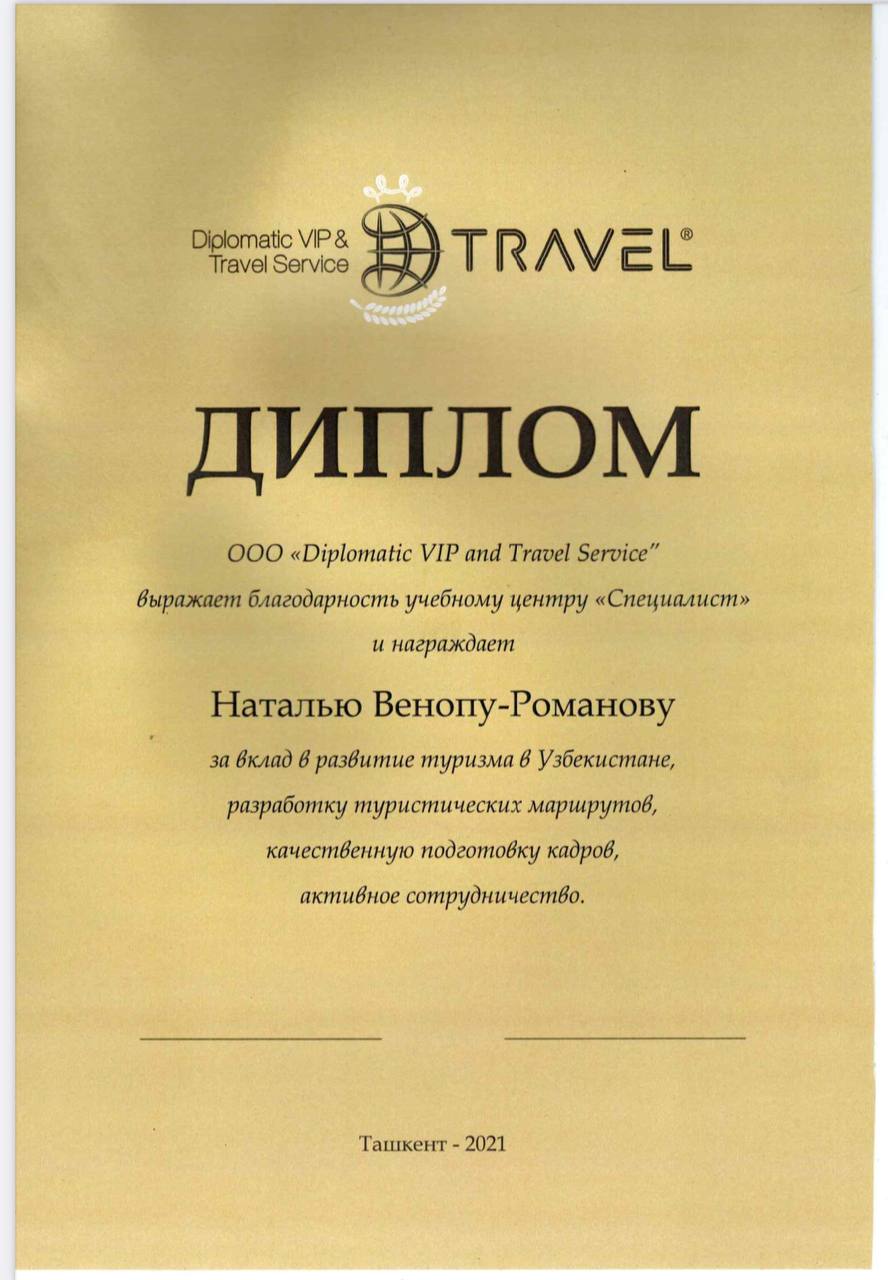 Diplomatic VIP &
Travel Service
TRAVEL®
ДИПЛОМ
ООО «Diplomatic VIP and Travel Service”
выражает благодарность учебному центру «Специалист»
и награждает
Наталью Венопу-Романову
за вклад в развитие туризма в Узбекистане,
разработку туристических маршрутов,
качественную подготовку кадров,
активное сотрудничество.
Ташкент - 2021